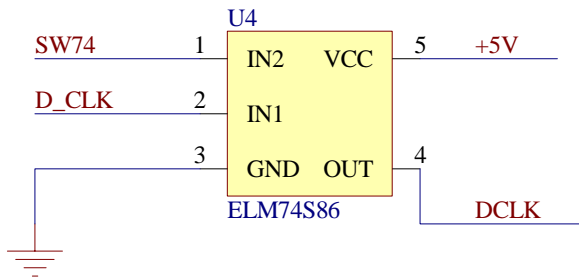 U4
SW74 1 IN2 VCC 5 +5V
D_CLK 2 IN1
3 GND OUT 4
ELM74S86 DCLK